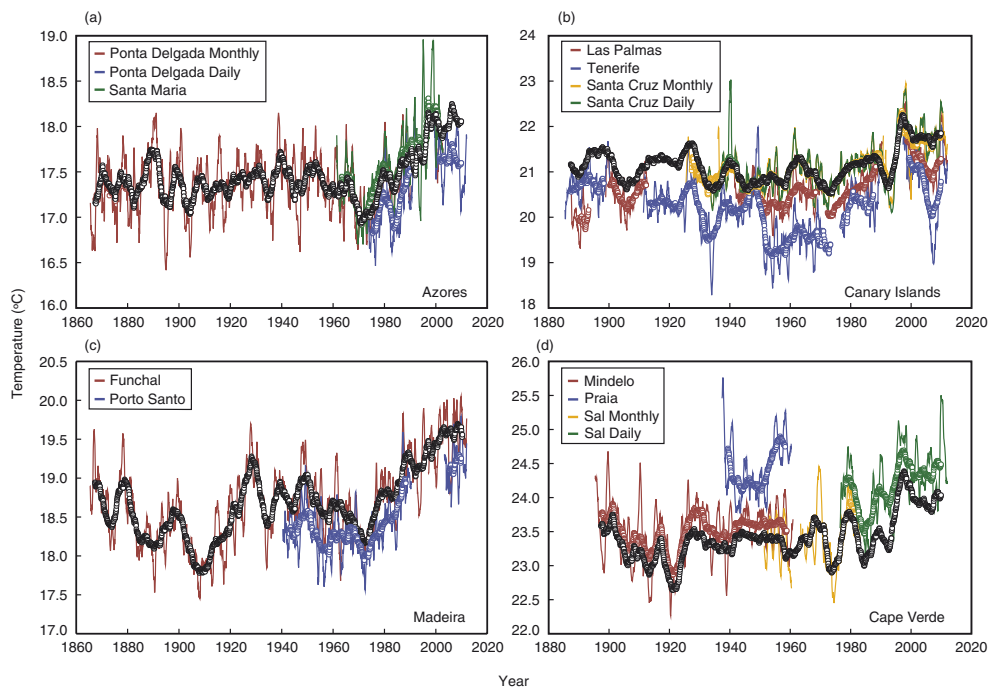 (a)
19.0
18.5
18.0
17.5
17.0
16.5
16.0
Ponta Delgada Monthly
Ponta Delgada Daily
Santa Maria
Azores
1860 1880 1900 1920 1940 1960 1980 2000 2020
(b)
24
23
22
21
20
19
18
Las Palmas
Tenerife
Santa Cruz Monthly
Santa Cruz Daily
Canary Islands
1880 1900 1920 1940 1960 1980 2000 2020
Temperature (°C)
(c)
20.5
20.0
19.5
19.0
18.5
18.0
17.5
17.0
Funchal
Porto Santo
Madeira
1860 1880 1900 1920 1940 1960 1980 2000 2020
(d)
26.0
25.0
24.5
24.0
23.5
23.0
22.5
22.0
Mindelo
Praia
Sal Monthly
Sal Daily
Cape Verde
1880 1900 1920 1940 1960 1980 2000 2020
Year